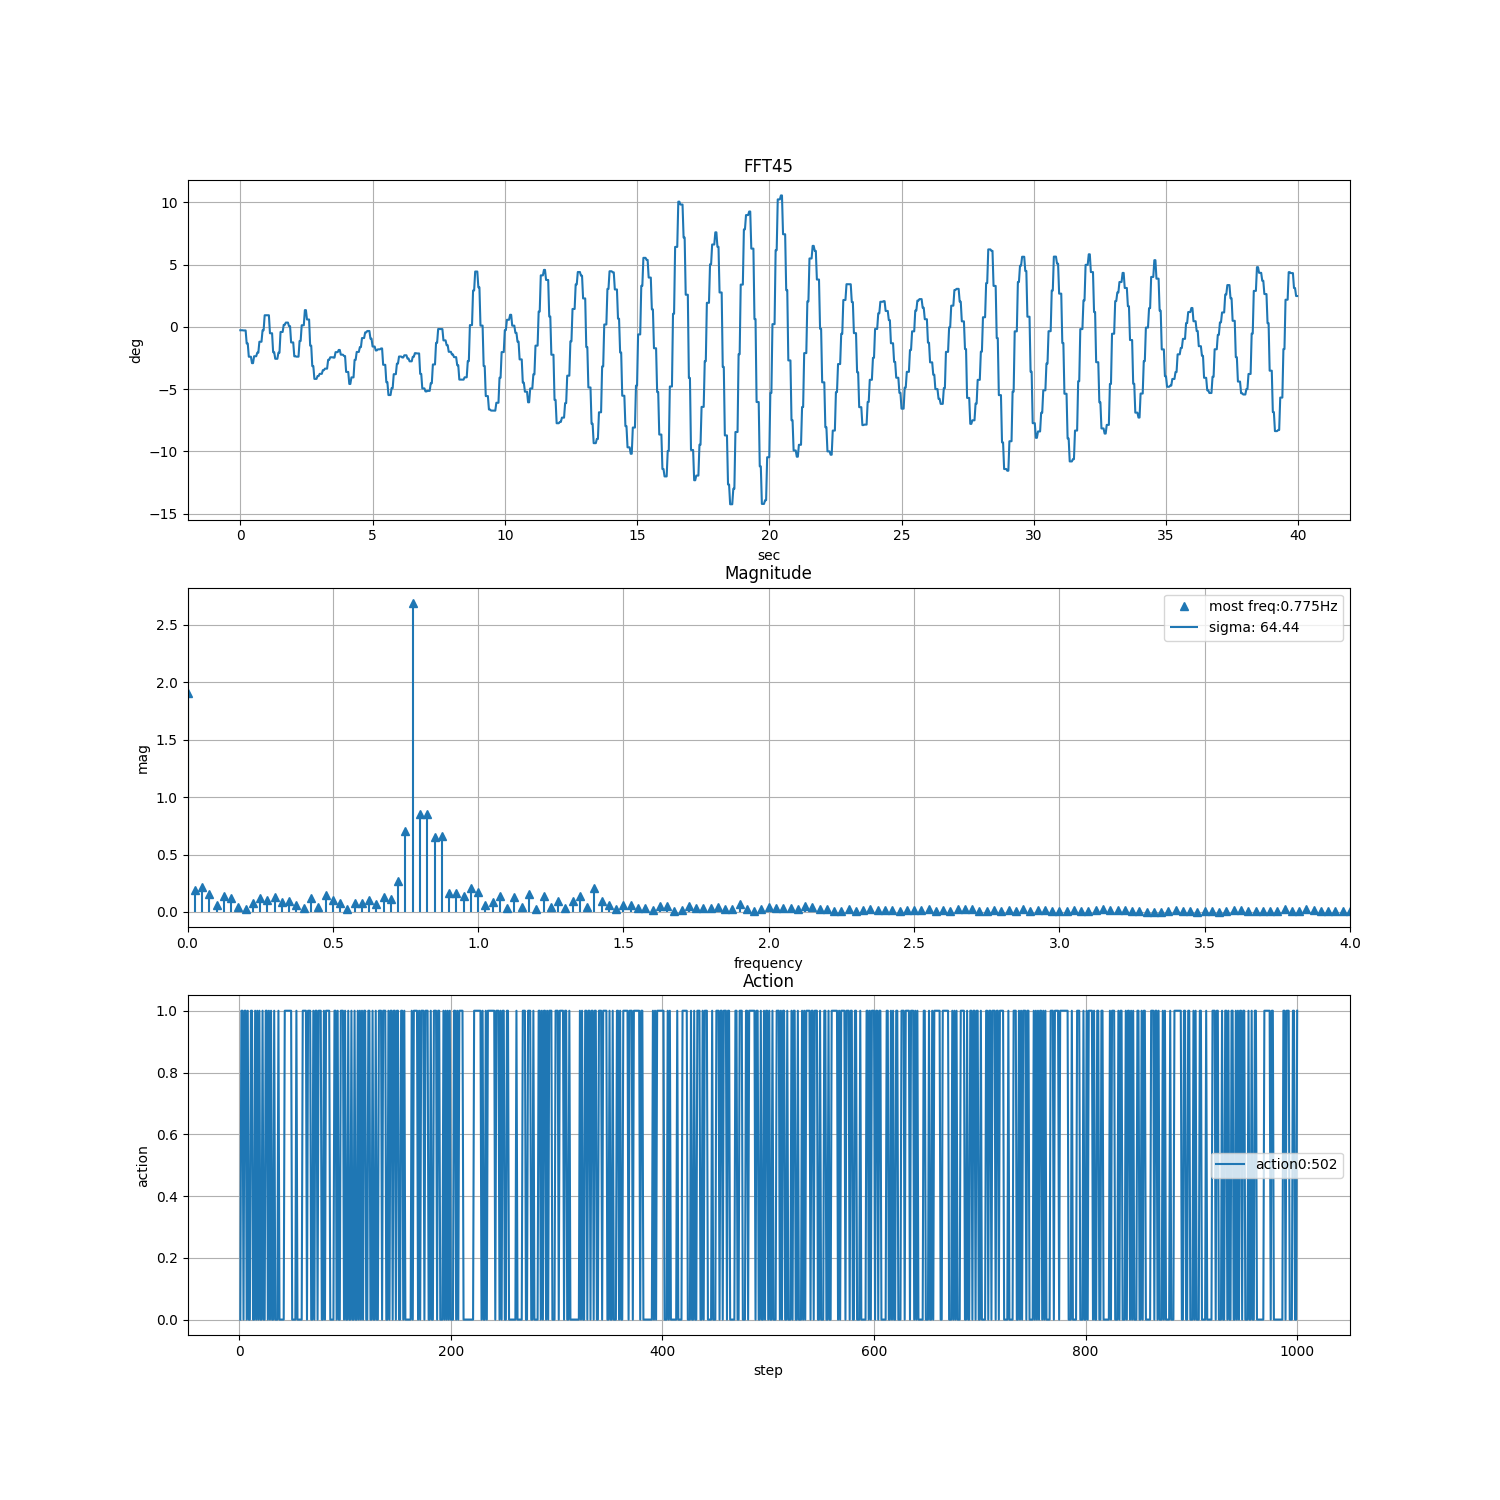 FFT45
10
5
0
−5
−10
−15
deg
0 5 10 15 20 25 30 35 40
sec
Magnitude
most freq:0.775Hz
sigma: 64.44
2.5
2.0
1.5
1.0
0.5
0.0
mag
0.0 0.5 1.0 1.5 2.0 2.5 3.0 3.5 4.0
frequency
Action
1.0
0.8
0.6
0.4
0.2
0.0
action
action0:502
0 200 400 600 800 1000
step